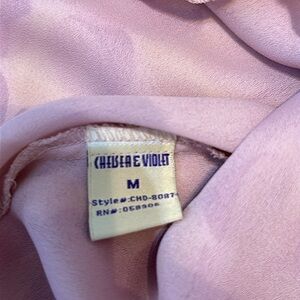 CHELSEA & VIOLET
M
Style#:CHD-8087
RN#:058906